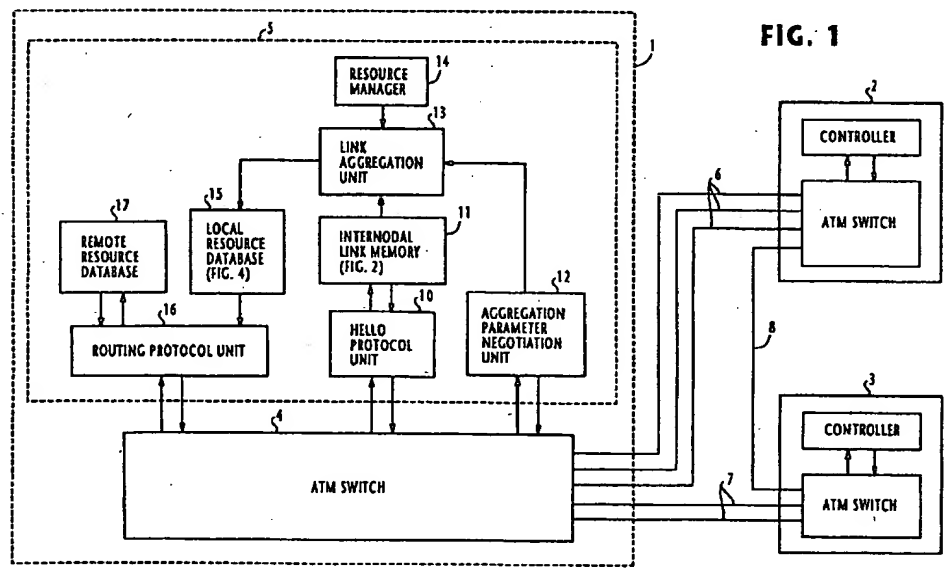 FIG. 1
5
1
14
RESOURCE
MANAGER
13
LINK
AGGREGATION
UNIT
15
LOCAL
RESOURCE
DATABASE
(FIG. 4)
17
REMOTE
RESOURCE
DATABASE
11
INTERNODAL
LINK MEMORY
(FIG. 2)
16
ROUTING PROTOCOL UNIT
10
HELLO
PROTOCOL
UNIT
12
AGGREGATION
PARAMETER
NEGOTIATION
UNIT
4
ATM SWITCH
6
7
8
2
CONTROLLER
ATM SWITCH
3
CONTROLLER
ATM SWITCH